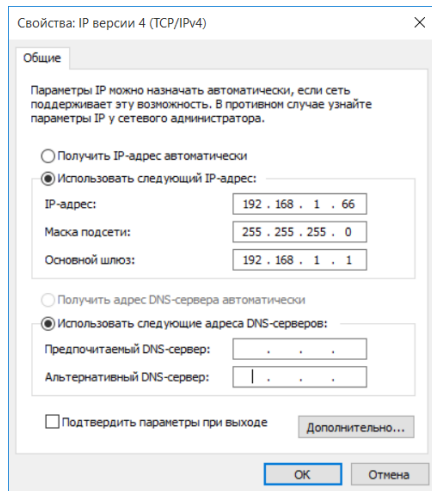 Свойства: IP версии 4 (TCP/IPv4)
Общие
Параметры IP можно назначать автоматически, если сеть
поддерживает эту возможность. В противном случае узнайте
параметры IP у сетевого администратора.
Получить IP-адрес автоматически
Использовать следующий IP-адрес:
IP-адрес: 192 . 168 . 1 . 66
Маска подсети: 255 . 255 . 255 . 0
Основной шлюз: 192 . 168 . 1 . 1
Получить адрес DNS-сервера автоматически
Использовать следующие адреса DNS-серверов:
Предпочитаемый DNS-сервер: . . .
Альтернативный DNS-сервер: . . .
Подтвердить параметры при выходе
Дополнительно...
OK Отмена